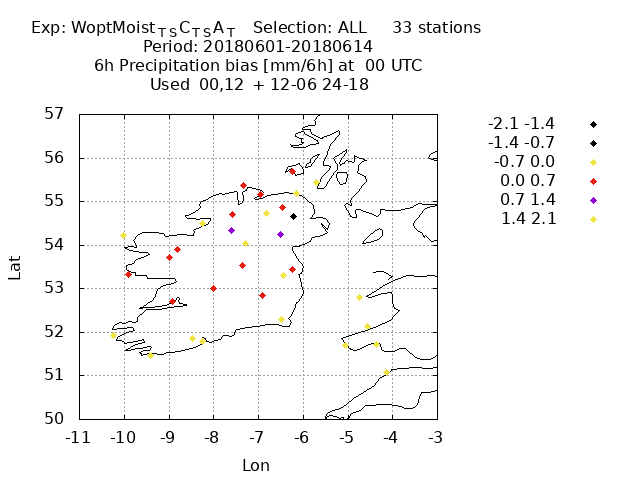 Exp: WoptMoist_TSC_TSA_T Selection: ALL 33 stations
Period: 20180601-20180614
6h Precipitation bias [mm/6h] at 00 UTC
Used 00,12 + 12-06 24-18
-2.1 -1.4
-1.4 -0.7
-0.7 0.0
0.0 0.7
0.7 1.4
1.4 2.1
57
56
55
54
53
52
51
50
Lat
-11 -10 -9 -8 -7 -6 -5 -4 -3
Lon